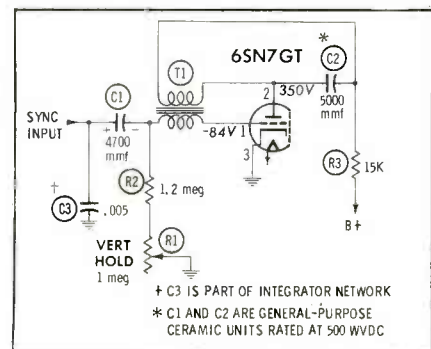 6SN7GT
*
C2
T1
C1
2
350V
5000
mmf
SYNC
INPUT
+
-
4700
mmf
-84V
1
3
R3
15K
R2
1.2 meg
†
C3
.005
B+
VERT
HOLD
1 meg
R1
† C3 IS PART OF INTEGRATOR NETWORK
* C1 AND C2 ARE GENERAL-PURPOSE
CERAMIC UNITS RATED AT 500 WVDC